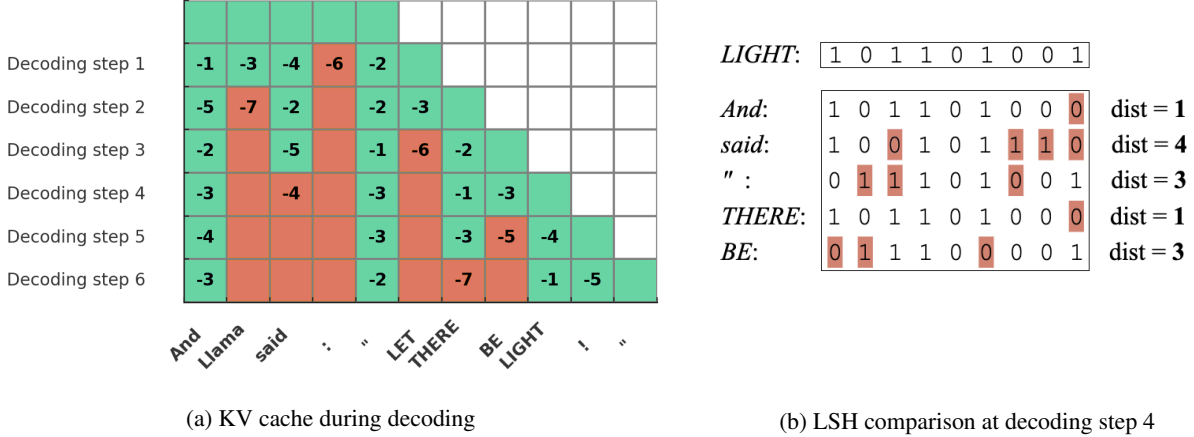 Decoding step 1 -1 -3 -4 -6 -2
Decoding step 2 -5 -7 -2 -2 -3
Decoding step 3 -2 -5 -1 -6 -2
Decoding step 4 -3 -4 -3 -1 -3
Decoding step 5 -4 -3 -3 -5 -4
Decoding step 6 -3 -2 -7 -1 -5
And Llama said : " LET THERE BE LIGHT ! "
(a) KV cache during decoding
LIGHT: 1 0 1 1 0 1 0 0 1
And: 1 0 1 1 0 1 0 0 0 dist = 1
said: 1 0 0 1 0 1 1 1 0 dist = 4
" : 0 1 1 1 0 1 0 0 1 dist = 3
THERE: 1 0 1 1 0 1 0 0 0 dist = 1
BE: 0 1 1 1 0 0 0 0 1 dist = 3
(b) LSH comparison at decoding step 4